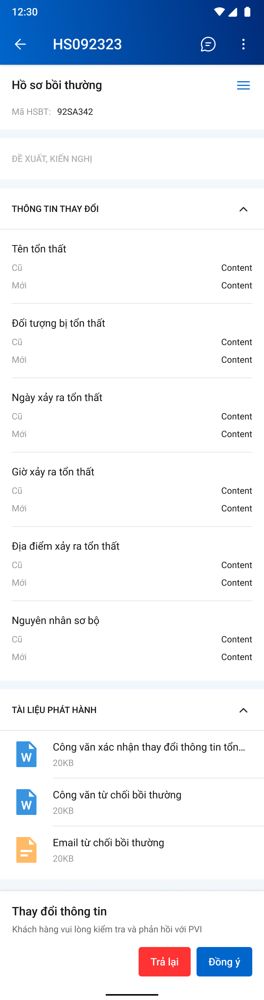 12:30
HS092323
Hồ sơ bồi thường
Mã HSBT: 92SA342
ĐỀ XUẤT, KIẾN NGHỊ
THÔNG TIN THAY ĐỔI
Tên tổn thất
Cũ Content
Mới Content
Đối tượng bị tổn thất
Cũ Content
Mới Content
Ngày xảy ra tổn thất
Cũ Content
Mới Content
Giờ xảy ra tổn thất
Cũ Content
Mới Content
Địa điểm xảy ra tổn thất
Cũ Content
Mới Content
Nguyên nhân sơ bộ
Cũ Content
Mới Content
TÀI LIỆU PHÁT HÀNH
W
Công văn xác nhận thay đổi thông tin tổn...
20KB
W
Công văn từ chối bồi thường
20KB
Email từ chối bồi thường
20KB
Thay đổi thông tin
Khách hàng vui lòng kiểm tra và phản hồi với PVI
Trả lại Đồng ý